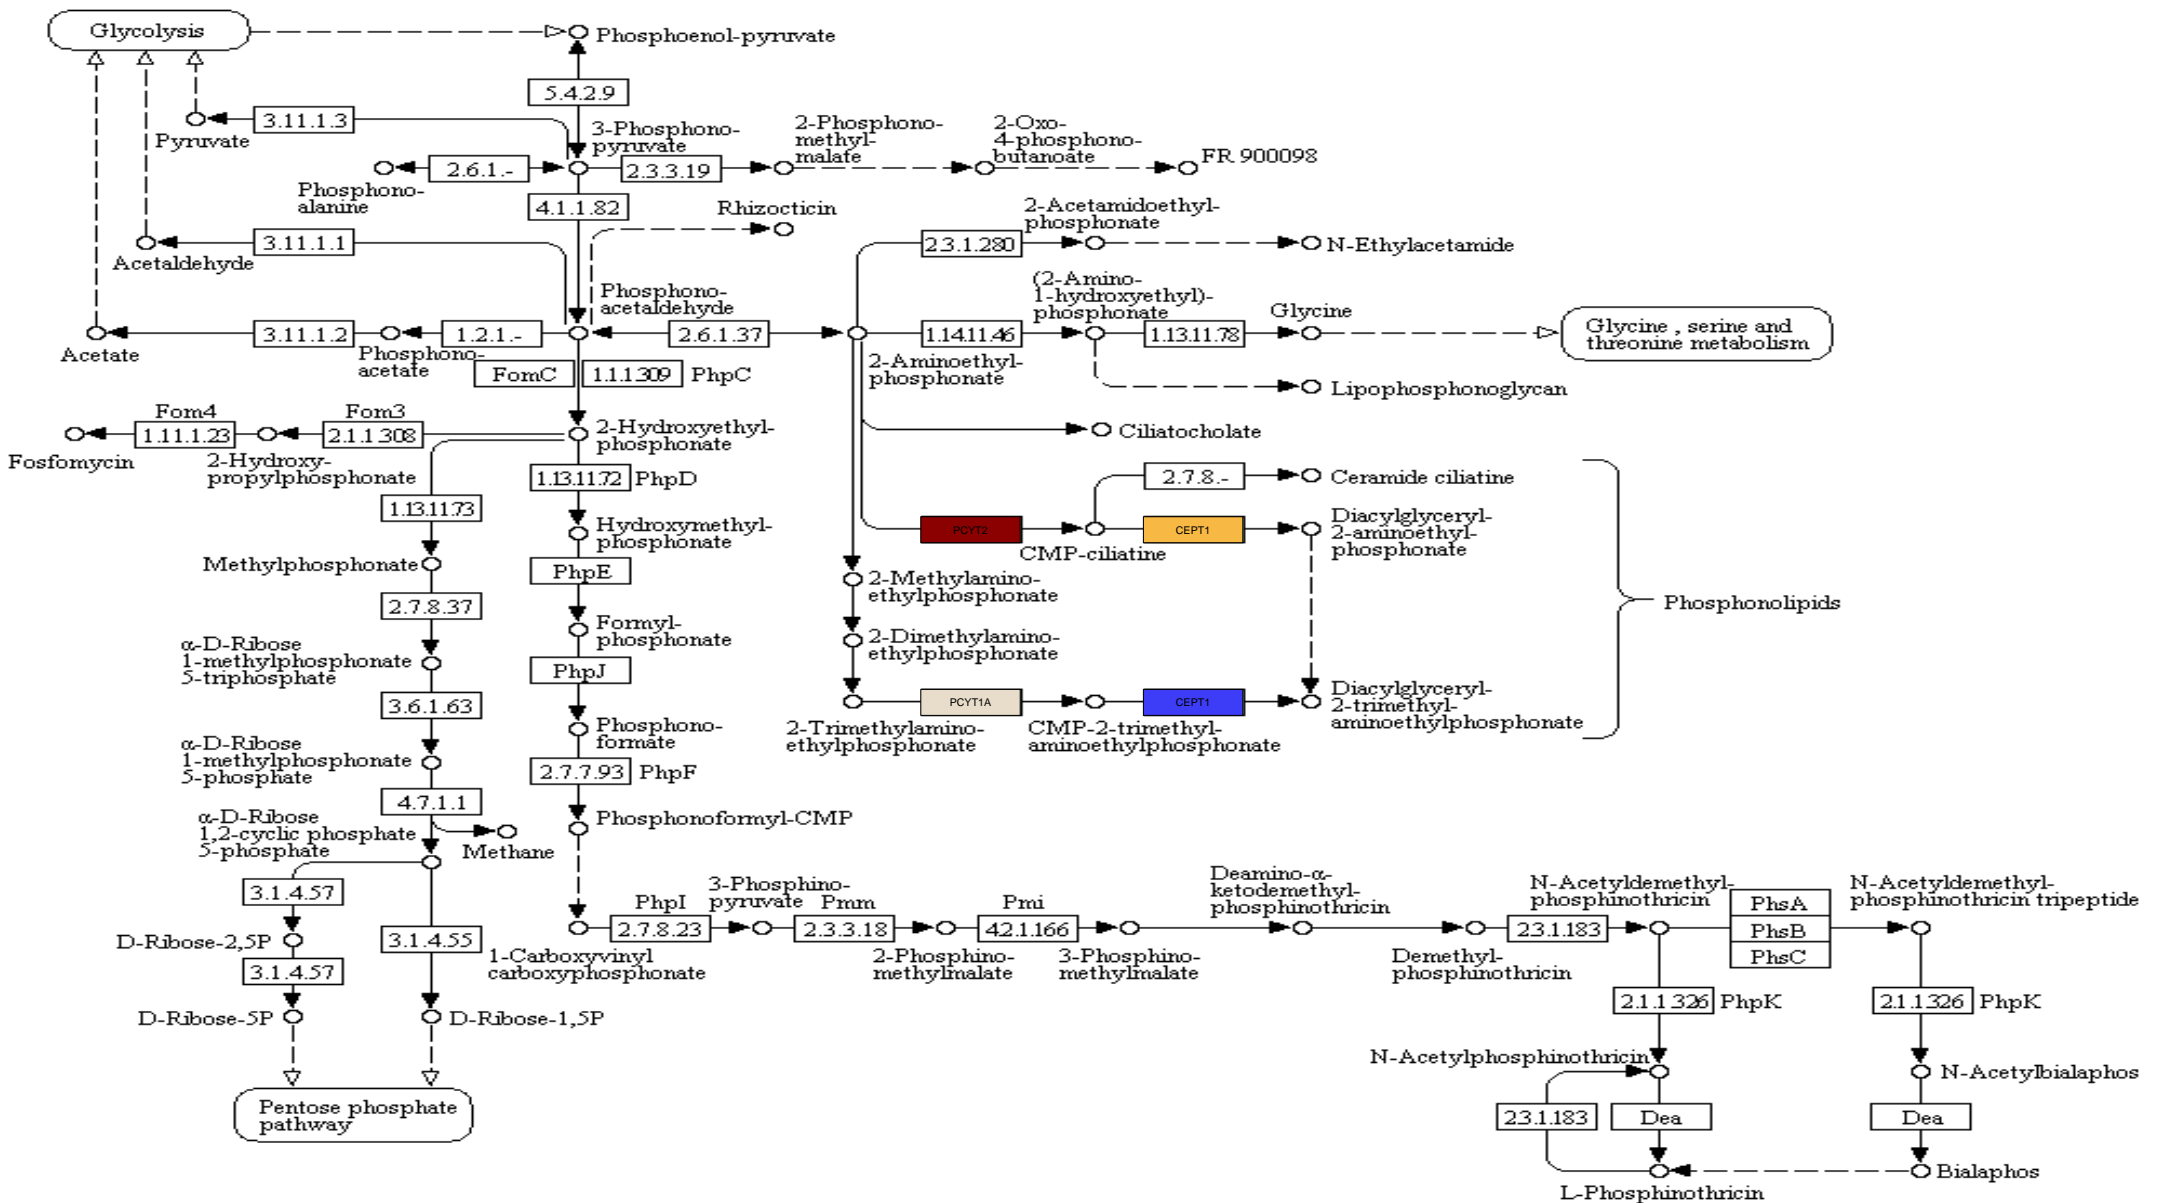 Glycolysis
Phosphoenol-pyruvate
5.4.2.9
3.11.1.3
Pyruvate
3-Phosphono-
pyruvate
2-Phosphono-
methyl-
malate
2-Oxo-
4-phosphono-
butanoate
FR 900098
2.6.1.-
2.3.3.19
Phosphono-
alanine
4.1.1.82
Rhizocticin
2-Acetamidoethyl-
phosphonate
3.11.1.1
2.3.1.280
N-Ethylacetamide
Acetaldehyde
Phosphono-
acetaldehyde
(2-Amino-
1-hydroxyethyl)-
phosphonate
Glycine
3.11.1.2
1.2.1.-
2.6.1.37
1.14.11.46
1.13.11.78
Glycine , serine and
threonine metabolism
Acetate
Phosphono-
acetate
2-Aminoethyl-
phosphonate
FomC
1.1.1.309
PhpC
Lipophosphonoglycan
Fom4
Fom3
1.11.1.23
2.1.1.308
2-Hydroxyethyl-
phosphonate
Ciliatocholate
Fosfomycin
2-Hydroxy-
propylphosphonate
1.13.11.72
PhpD
2.7.8.-
Ceramide ciliatine
1.13.11.73
Hydroxymethyl-
phosphonate
PCYT2
CEPT1
Diacylglyceryl-
2-aminoethyl-
phosphonate
CMP-ciliatine
Methylphosphonate
PhpE
2-Methylamino-
ethylphosphonate
2.7.8.37
Phosphonolipids
Formyl-
phosphonate
2-Dimethylamino-
ethylphosphonate
α-D-Ribose
1-methylphosphonate
5-triphosphate
PhpJ
3.6.1.63
PCYT1A
CEPT1
Diacylglyceryl-
2-trimethyl-
aminoethylphosphonate
Phosphono-
formate
2-Trimethylamino-
ethylphosphonate
CMP-2-trimethyl-
aminoethylphosphonate
α-D-Ribose
1-methylphosphonate
5-phosphate
2.7.7.93
PhpF
4.7.1.1
α-D-Ribose
1,2-cyclic phosphate
5-phosphate
Phosphonoformyl-CMP
Methane
3.1.4.57
PhpI
3-Phosphino-
pyruvate
Pmm
Pmi
Deamino-α-
ketodemethyl-
phosphinothricin
N-Acetyldemethyl-
phosphinothricin
PhsA
PhsB
PhsC
N-Acetyldemethyl-
phosphinothricin tripeptide
2.7.8.23
2.3.3.18
4.2.1.166
2.3.1.183
D-Ribose-2,5P
3.1.4.55
1-Carboxyvinyl
carboxyphosphonate
2-Phosphino-
methylmalate
3-Phosphino-
methylmalate
Demethyl-
phosphinothricin
3.1.4.57
2.1.1.326
PhpK
2.1.1.326
PhpK
D-Ribose-5P
D-Ribose-1,5P
N-Acetylphosphinothricin
N-Acetylbialaphos
Pentose phosphate
pathway
2.3.1.183
Dea
Dea
Bialaphos
L-Phosphinothricin